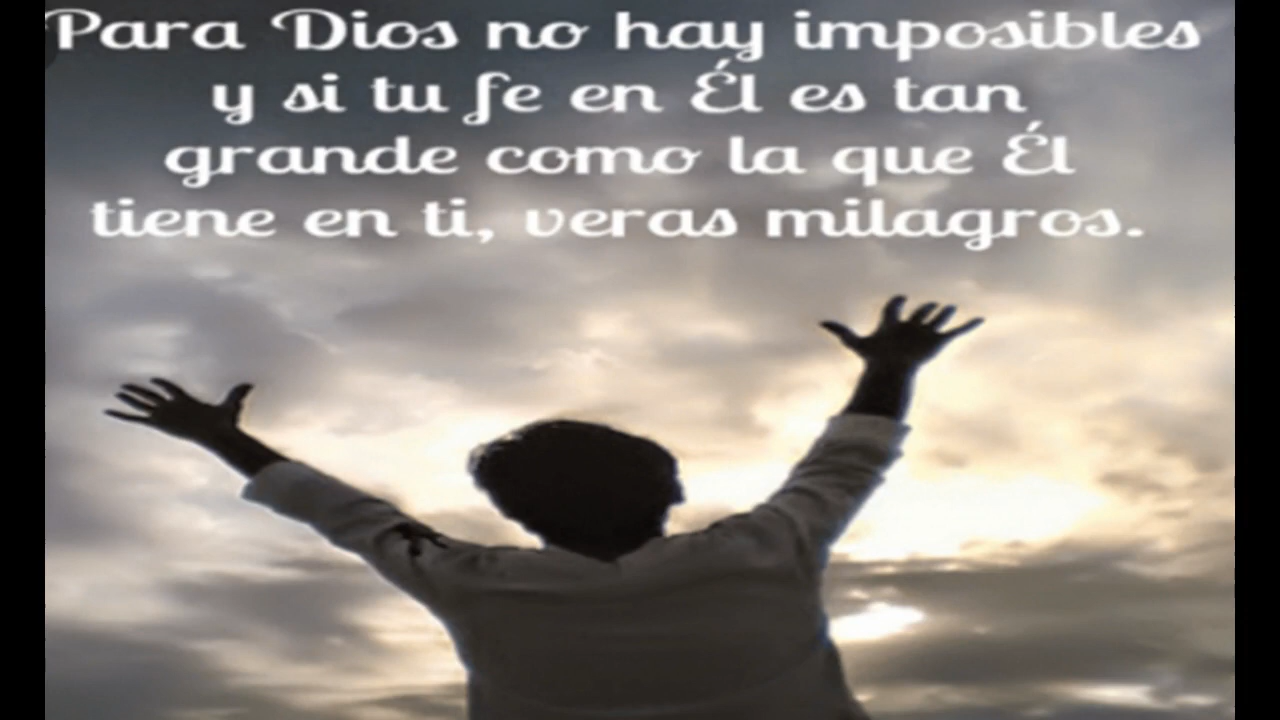 Para Dios no hay imposibles
y si tu fe en Él es tan
grande como la que Él
tiene en ti, veras milagros.